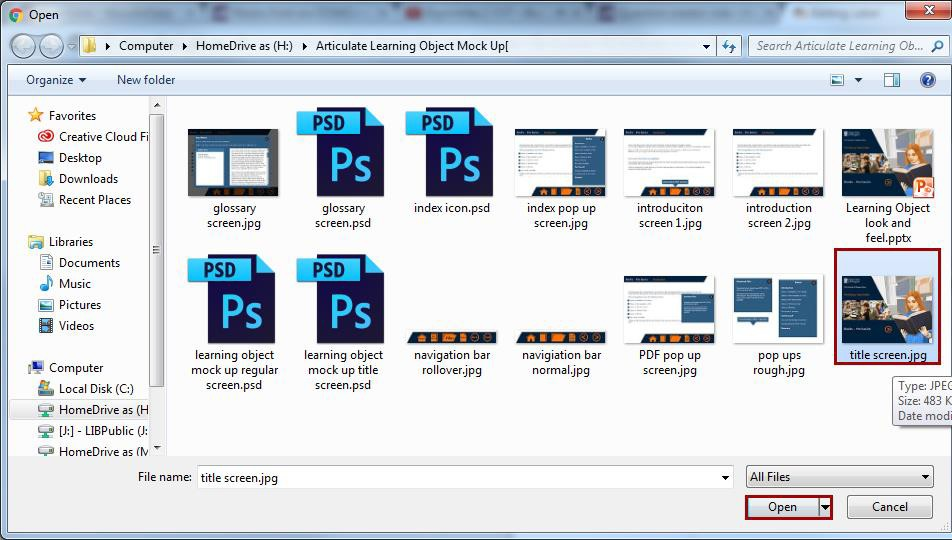 Open
Computer
HomeDrive as (H:)
Articulate Learning Object Mock Up[
Search Articulate Learning Ob...
Organize
New folder
Favorites
Creative Cloud Fi
Desktop
Downloads
Recent Places
Libraries
Documents
Music
Pictures
Videos
Computer
Local Disk (C:)
HomeDrive as (H
[J:] - LIBPublic (J:
HomeDrive as (M
glossary
screen.jpg
PSD
Ps
glossary
screen.psd
PSD
Ps
index icon.psd
index pop up
screen.jpg
introduciton
screen 1.jpg
introduction
screen 2.jpg
Learning Object
look and
feel.pptx
PSD
Ps
learning object
mock up regular
screen.psd
PSD
Ps
learning object
mock up title
screen.psd
navigation bar
rollover.jpg
navigiation bar
normal.jpg
PDF pop up
screen.jpg
pop ups
rough.jpg
title screen.jpg
Type: JPEG
Size: 483 K
Date modi
File name:
title screen.jpg
All Files
Open
Cancel